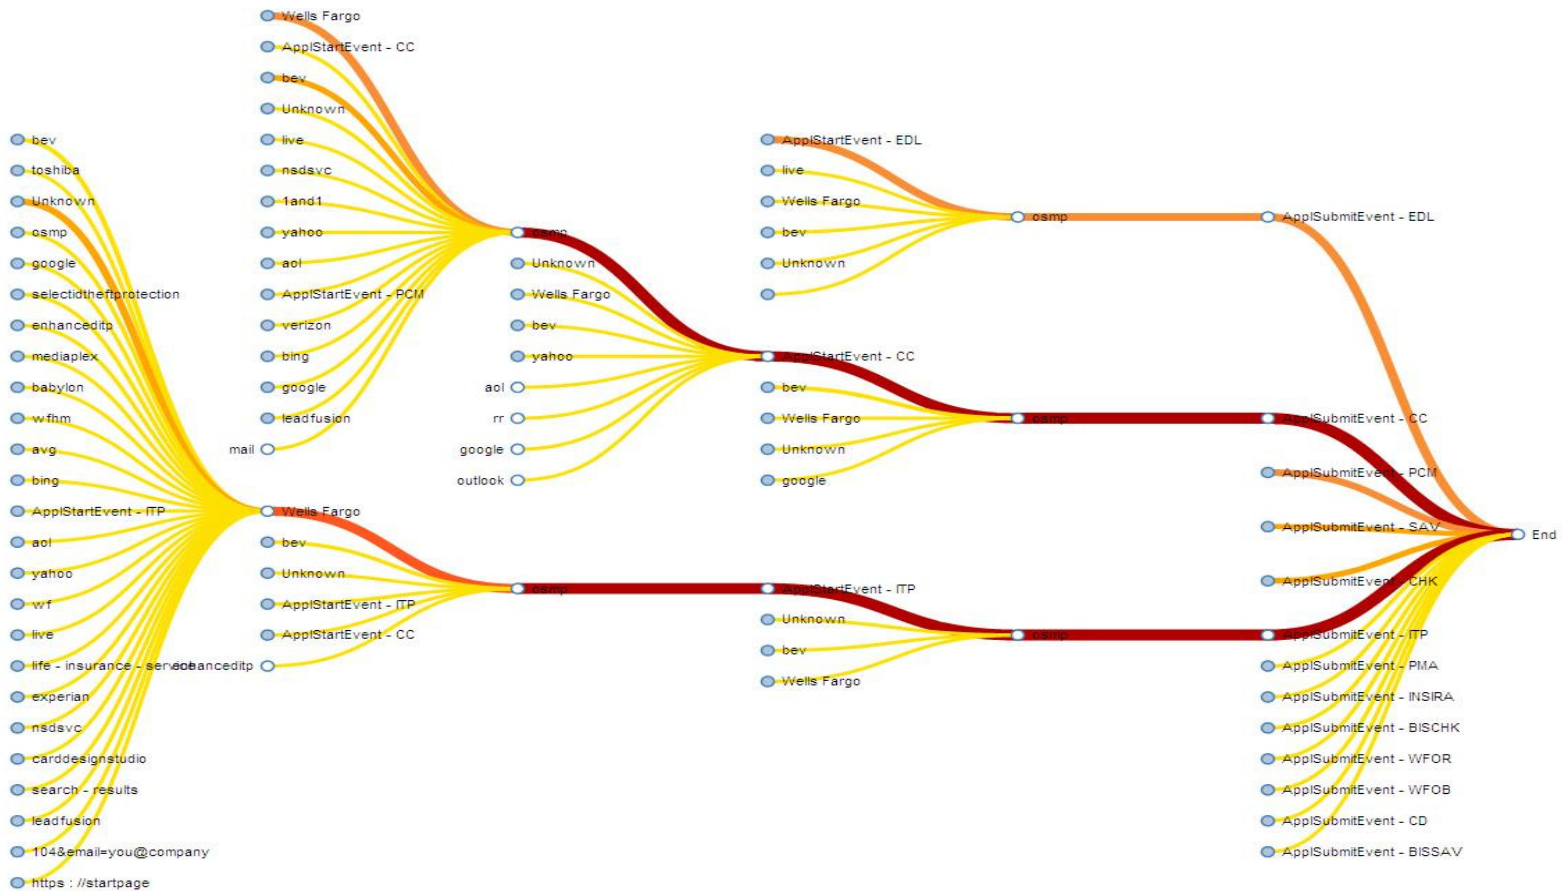 bev
toshiba
Unknown
osmp
google
selectidtheftprotection
enhanceditp
mediaplex
babylon
wfhm
avg
bing
ApplStartEvent - ITP
aol
yahoo
wf
live
life - insurance - service
experian
nsdsvc
carddesignstudio
search - results
leadfusion
104&email=you@company
https : //startpage
Wells Fargo
ApplStartEvent - CC
bev
Unknown
live
nsdsvc
1and1
yahoo
aol
ApplStartEvent - PCM
verizon
bing
google
leadfusion
mail
Wells Fargo
bev
Unknown
ApplStartEvent - ITP
ApplStartEvent - CC
enhanceditp
osmp
Unknown
Wells Fargo
bev
yahoo
aol
rr
google
outlook
osmp
ApplStartEvent - EDL
live
Wells Fargo
bev
Unknown
ApplStartEvent - CC
bev
Wells Fargo
Unknown
google
ApplStartEvent - ITP
Unknown
bev
Wells Fargo
osmp
osmp
osmp
ApplSubmitEvent - EDL
ApplSubmitEvent - CC
ApplSubmitEvent - PCM
ApplSubmitEvent - SAV
ApplSubmitEvent - CHK
ApplSubmitEvent - ITP
ApplSubmitEvent - PMA
ApplSubmitEvent - INSIRA
ApplSubmitEvent - BISCHK
ApplSubmitEvent - WFOR
ApplSubmitEvent - WFOB
ApplSubmitEvent - CD
ApplSubmitEvent - BISSAV
End